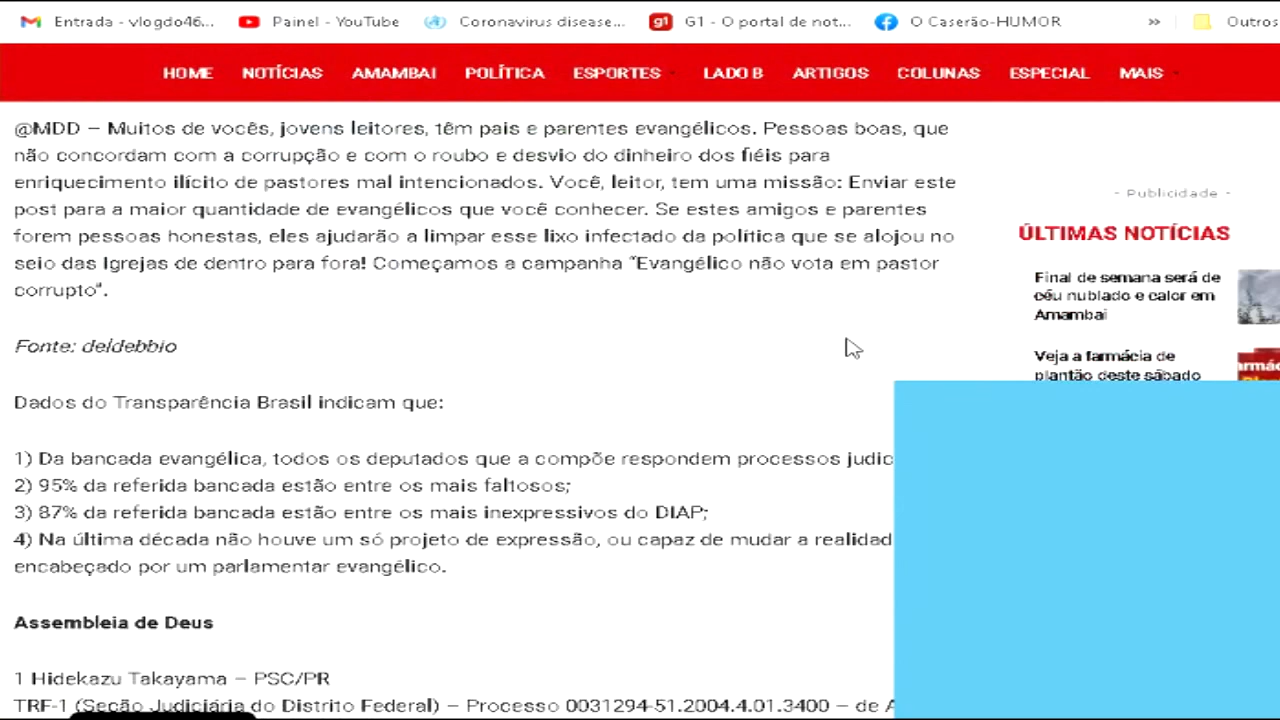 Entrada - vlogdo46... Painel - YouTube Coronavirus disease... g1 G1 - O portal de not... O Caserão-HUMOR » Outros
HOME NOTÍCIAS AMAMBAI POLÍTICA ESPORTES LADO B ARTIGOS COLUNAS ESPECIAL MAIS
@MDD – Muitos de vocês, jovens leitores, têm pais e parentes evangélicos. Pessoas boas, que
não concordam com a corrupção e com o roubo e desvio do dinheiro dos fiéis para
enriquecimento ilícito de pastores mal intencionados. Você, leitor, tem uma missão: Enviar este
post para a maior quantidade de evangélicos que você conhecer. Se estes amigos e parentes
forem pessoas honestas, eles ajudarão a limpar esse lixo infectado da política que se alojou no
seio das Igrejas de dentro para fora! Começamos a campanha “Evangélico não vota em pastor
corrupto”.
Fonte: deldebbio
Dados do Transparência Brasil indicam que:
1) Da bancada evangélica, todos os deputados que a compõe respondem processos judic
2) 95% da referida bancada estão entre os mais faltosos;
3) 87% da referida bancada estão entre os mais inexpressivos do DIAP;
4) Na última década não houve um só projeto de expressão, ou capaz de mudar a realidad
encabeçado por um parlamentar evangélico.
Assembleia de Deus
1 Hidekazu Takayama – PSC/PR
TRF-1 (Seção Judiciária do Distrito Federal) – Processo 0031294-51.2004.4.01.3400 – de
- Publicidade -
ÚLTIMAS NOTÍCIAS
Final de semana será de
céu nublado e calor em
Amambai
Veja a farmácia de
plantão deste sábado